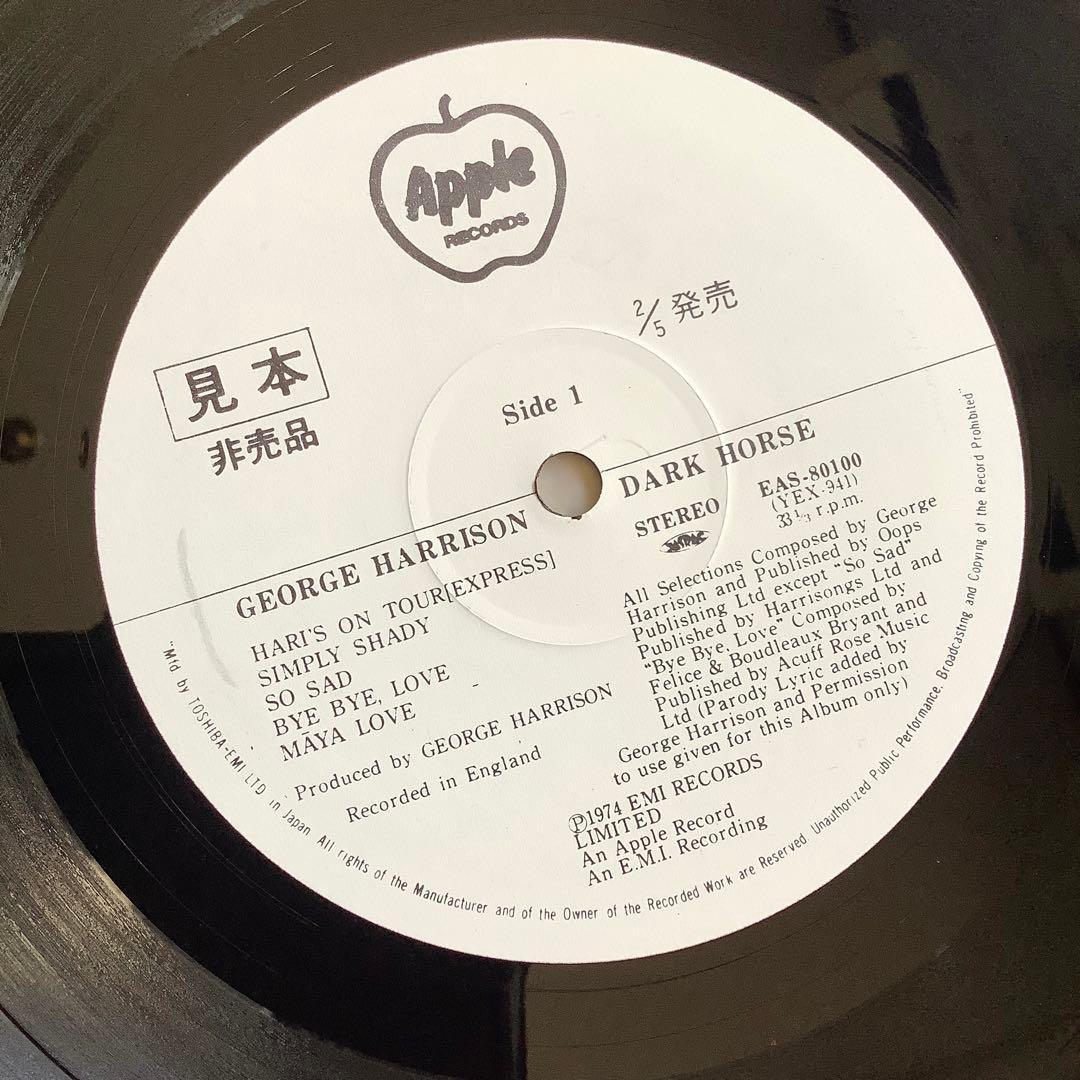 Apple
RECORDS
2/5 発売
見本
非売品
Side 1
GEORGE HARRISON
DARK HORSE
HARI'S ON TOUR[EXPRESS]
SIMPLY SHADY
SO SAD
BYE BYE, LOVE
MAYA LOVE
Produced by GEORGE HARRISON
Recorded in England
STEREO
JASRAC
EAS-80100
(YEX·941)
33 1/3 r.p.m.
All Selections Composed by George
Harrison and Published by Oops
Publishing Ltd except "So Sad"
Published by Harrisongs Ltd and
"Bye Bye, Love" Composed by
Felice & Boudleaux Bryant and
Published by Acuff Rose Music
Ltd (Parody Lyric added by
George Harrison and Permission
to use given for this Album only)
Ⓟ1974 EMI RECORDS
LIMITED
An Apple Record
An E.M.I. Recording
"Mfd by TOSHIBA-EMI LTD in Japan All rights of the Manufacturer and of the Owner of the Recorded Work are Reserved Unauthorized Public Performance, Broadcasting and Copying of the Record Prohibited"